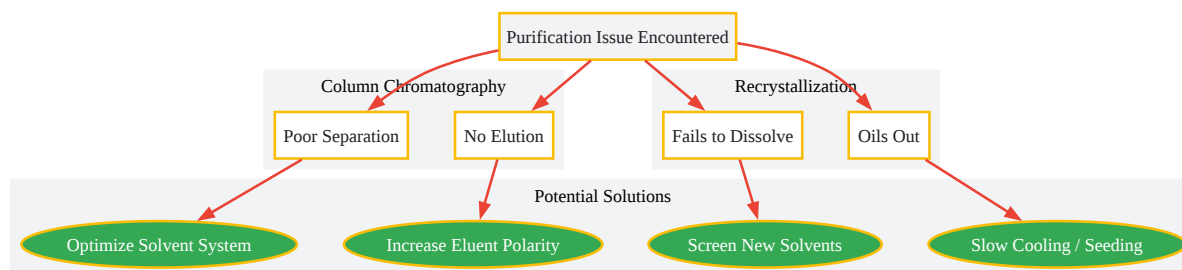 Purification Issue Encountered
Column Chromatography
Recrystallization
Poor Separation
No Elution
Fails to Dissolve
Oils Out
Potential Solutions
Optimize Solvent System
Increase Eluent Polarity
Screen New Solvents
Slow Cooling / Seeding